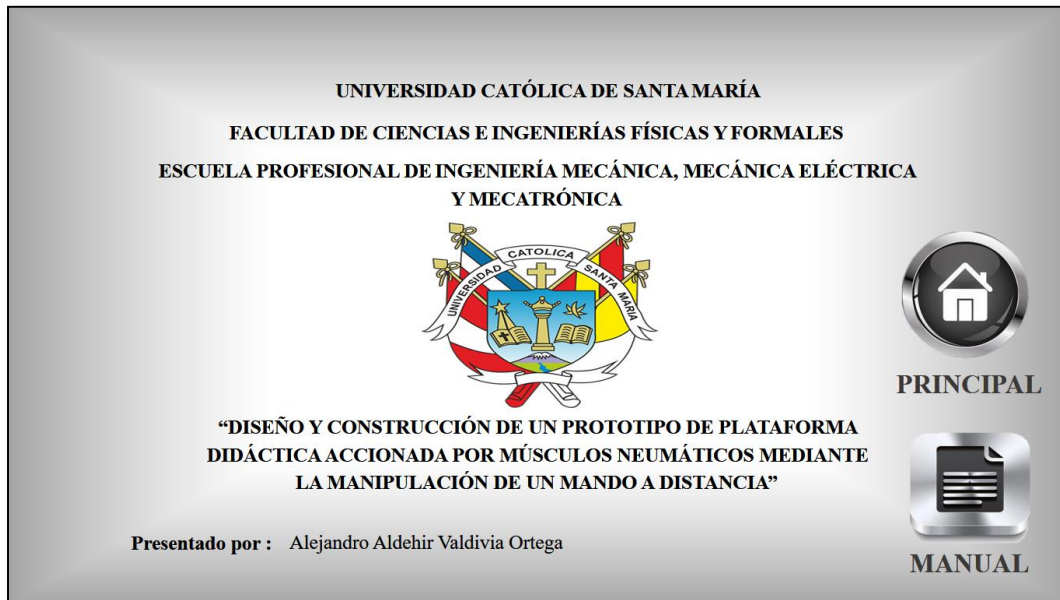 UNIVERSIDAD CATÓLICA DE SANTA MARÍA
FACULTAD DE CIENCIAS E INGENIERÍAS FÍSICAS Y FORMALES
ESCUELA PROFESIONAL DE INGENIERÍA MECÁNICA, MECÁNICA ELÉCTRICA
Y MECATRÓNICA
UNIVERSIDAD CATOLICA SANTA MARIA
PRINCIPAL
“DISEÑO Y CONSTRUCCIÓN DE UN PROTOTIPO DE PLATAFORMA
DIDÁCTICA ACCIONADA POR MÚSCULOS NEUMÁTICOS MEDIANTE
LA MANIPULACIÓN DE UN MANDO A DISTANCIA”
Presentado por : Alejandro Aldehir Valdivia Ortega
MANUAL